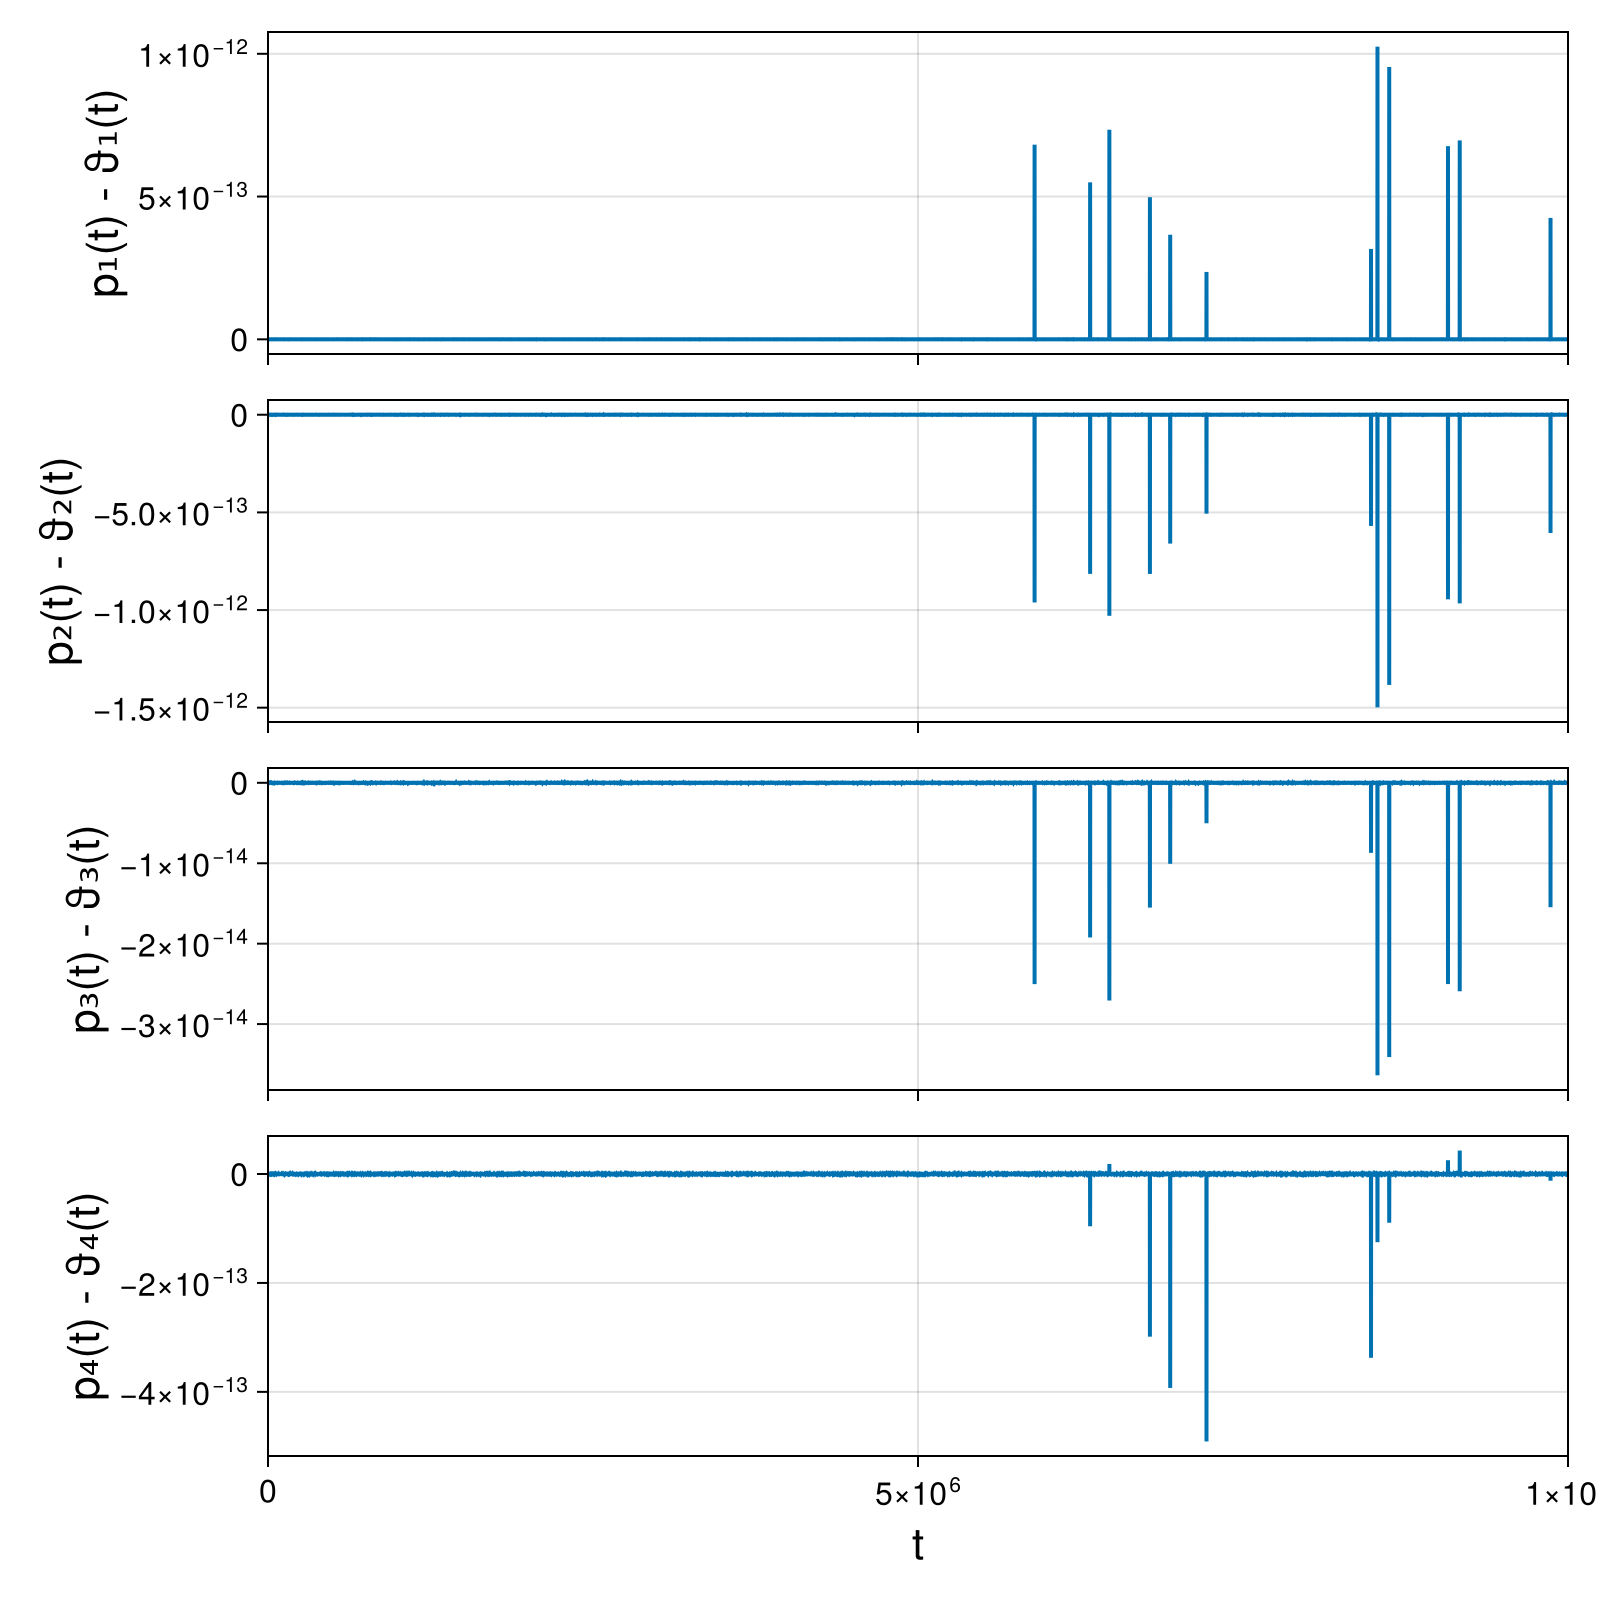 p₁(t) - ϑ₁(t)
1×10⁻¹²
5×10⁻¹³
0
p₂(t) - ϑ₂(t)
0
−5.0×10⁻¹³
−1.0×10⁻¹²
−1.5×10⁻¹²
p₃(t) - ϑ₃(t)
0
−1×10⁻¹⁴
−2×10⁻¹⁴
−3×10⁻¹⁴
p₄(t) - ϑ₄(t)
0
−2×10⁻¹³
−4×10⁻¹³
0 5×10⁶ 1×10
t